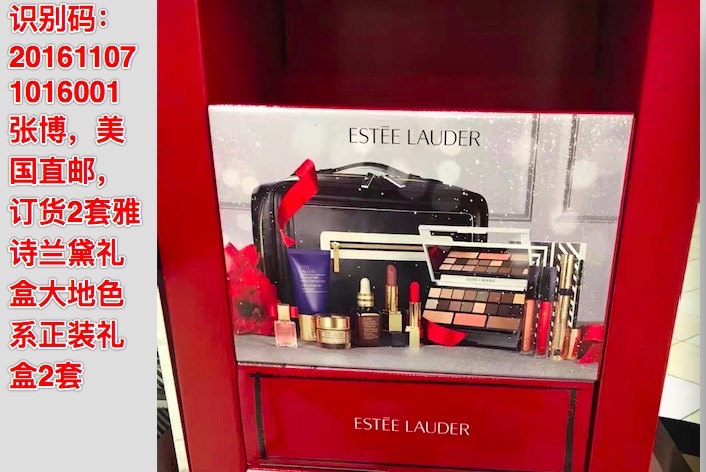 识别码:
20161107
1016001
张博，美
国直邮，
订货2套雅
诗兰黛礼
盒大地色
系正装礼
盒2套
ESTĒE LAUDER
ESTĒE LAUDER